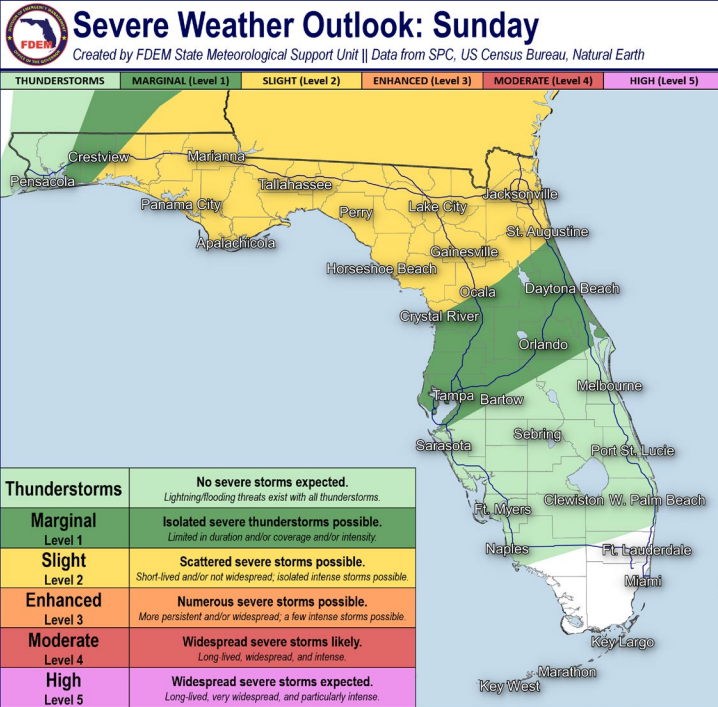 Severe Weather Outlook: Sunday
Created by FDEM State Meteorological Support Unit || Data from SPC, US Census Bureau, Natural Earth
FDEM
THUNDERSTORMS
MARGINAL (Level 1)
SLIGHT (Level 2)
ENHANCED (Level 3)
MODERATE (Level 4)
HIGH (Level 5)
Crestview
Marianna
Pensacola
Tallahassee
Jacksonville
Panama City
Perry
Lake City
Apalachicola
St. Augustine
Gainesville
Horseshoe Beach
Ocala
Daytona Beach
Crystal River
Orlando
Melbourne
Tampa
Bartow
Sebring
Sarasota
Port St. Lucie
Clewiston
W. Palm Beach
Ft. Myers
Naples
Ft. Lauderdale
Miami
Key Largo
Marathon
Key West
Thunderstorms
No severe storms expected.
Lightning/flooding threats exist with all thunderstorms.
Marginal
Level 1
Isolated severe thunderstorms possible.
Limited in duration and/or coverage and/or intensity.
Slight
Level 2
Scattered severe storms possible.
Short-lived and/or not widespread; isolated intense storms possible.
Enhanced
Level 3
Numerous severe storms possible.
More persistent and/or widespread; a few intense storms possible.
Moderate
Level 4
Widespread severe storms likely.
Long-lived, widespread, and intense.
High
Level 5
Widespread severe storms expected.
Long-lived, very widespread, and particularly intense.